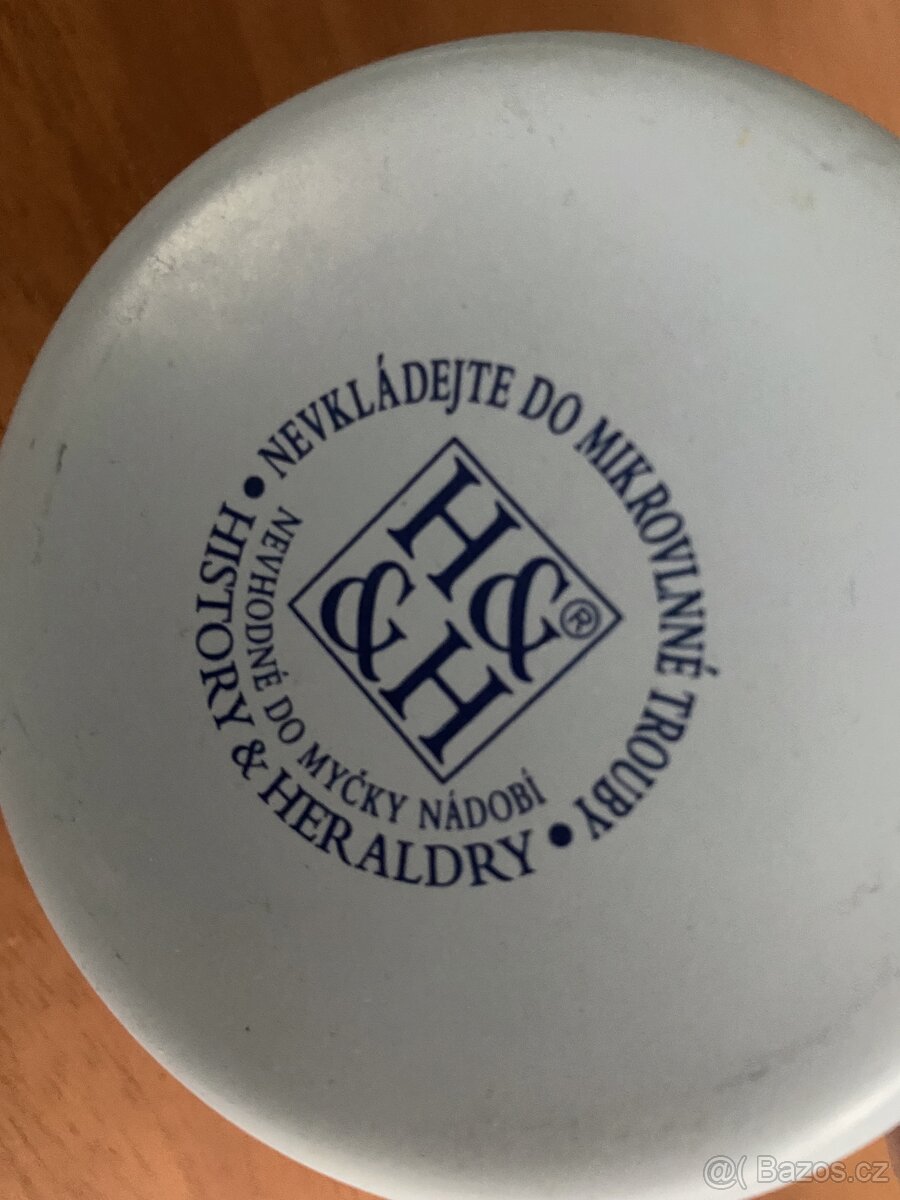 • NEVKLÁDEJTE DO MIKROVLNNÉ TROUBY •
HISTORY & HERALDRY
NEVHODNÉ DO MYČKY NÁDOBÍ
H&
&H
®
@( Bazos.cz